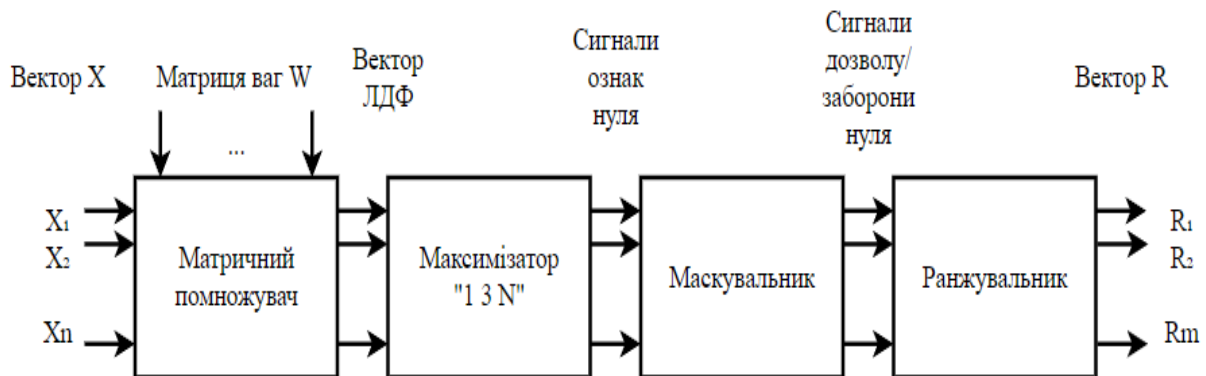 Вектор X
Матриця ваг W
Вектор
ЛДФ
Сигнали
ознак
нуля
Сигнали
дозволу/
заборони
нуля
Вектор R
...
X₁
X₂
Xn
Матричний
помножувач
Максимізатор
"1 З N"
Маскувальник
Ранжувальник
R₁
R₂
Rm